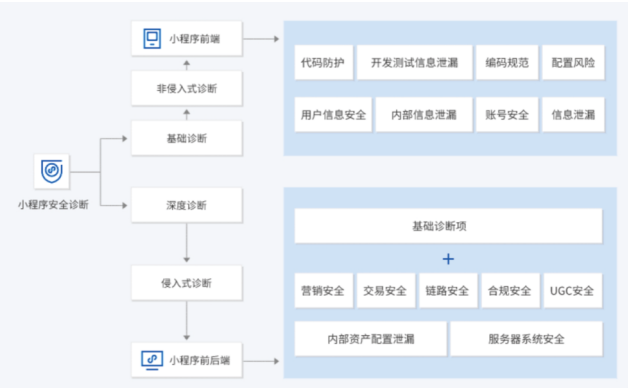 小程序前端
代码防护 开发测试信息泄漏 编码规范 配置风险
非侵入式诊断
用户信息安全 内部信息泄漏 账号安全 信息泄漏
基础诊断
小程序安全诊断
深度诊断
基础诊断项
+
侵入式诊断
营销安全 交易安全 链路安全 合规安全 UGC安全
内部资产配置泄漏 服务器系统安全
小程序前后端